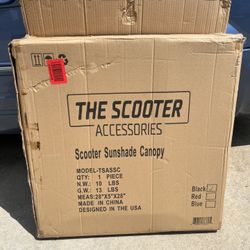 THE SCOOTER
ACCESSORIES
Scooter Sunshade Canopy
MODEL-TSASSC
QTY: 1 PIECE
N.W: 10 LBS
G.W: 13 LBS
MEAS: 28"X5"X28"
MADE IN CHINA
DESIGNED IN THE USA
Black
Red
Blue